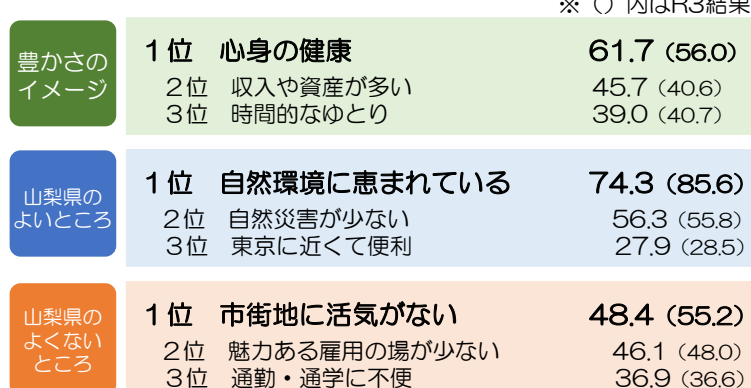 ※（）内はR3結果
豊かさの
イメージ
1位 心身の健康 61.7（56.0）
2位 収入や資産が多い 45.7（40.6）
3位 時間的なゆとり 39.0（40.7）
山梨県の
よいところ
1位 自然環境に恵まれている 74.3（85.6）
2位 自然災害が少ない 56.3（55.8）
3位 東京に近くて便利 27.9（28.5）
山梨県の
よくない
ところ
1位 市街地に活気がない 48.4（55.2）
2位 魅力ある雇用の場が少ない 46.1（48.0）
3位 通勤・通学に不便 36.9（36.6）